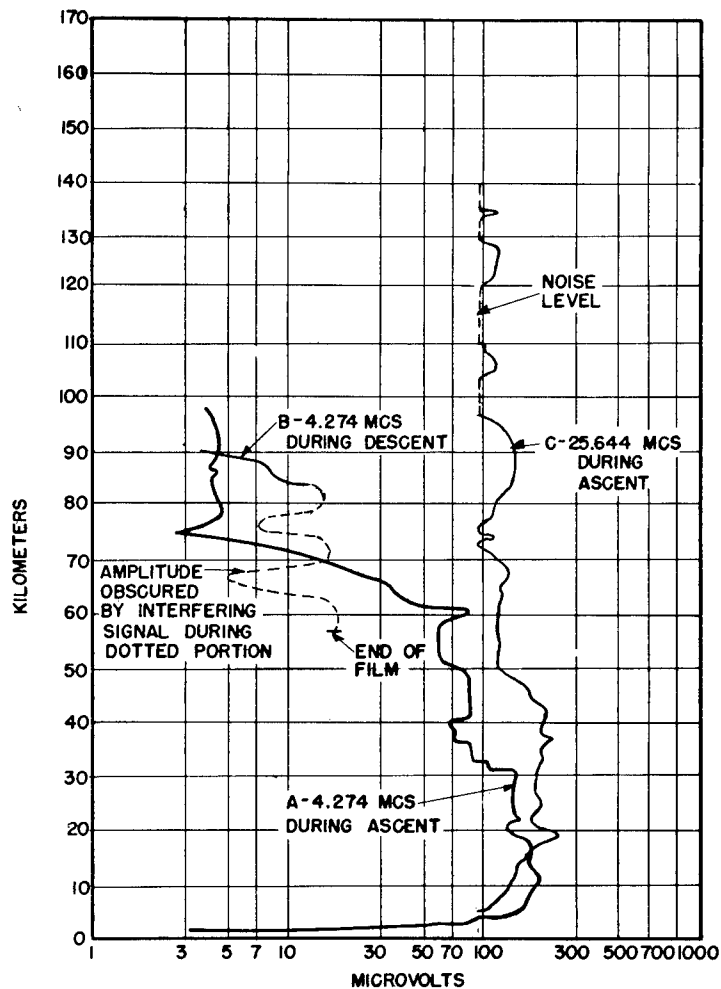 170
160
150
140
130
120
110
100
90
80
70
60
50
40
30
20
10
0
KILOMETERS
NOISE
LEVEL
B-4.274 MCS
DURING DESCENT
C-25.644 MCS
DURING
ASCENT
AMPLITUDE
OBSCURED
BY INTERFERING
SIGNAL DURING
DOTTED PORTION
END OF
FILM
A-4.274 MCS
DURING ASCENT
1 3 5 7 10 30 50 70 100 300 500 700 1000
MICROVOLTS